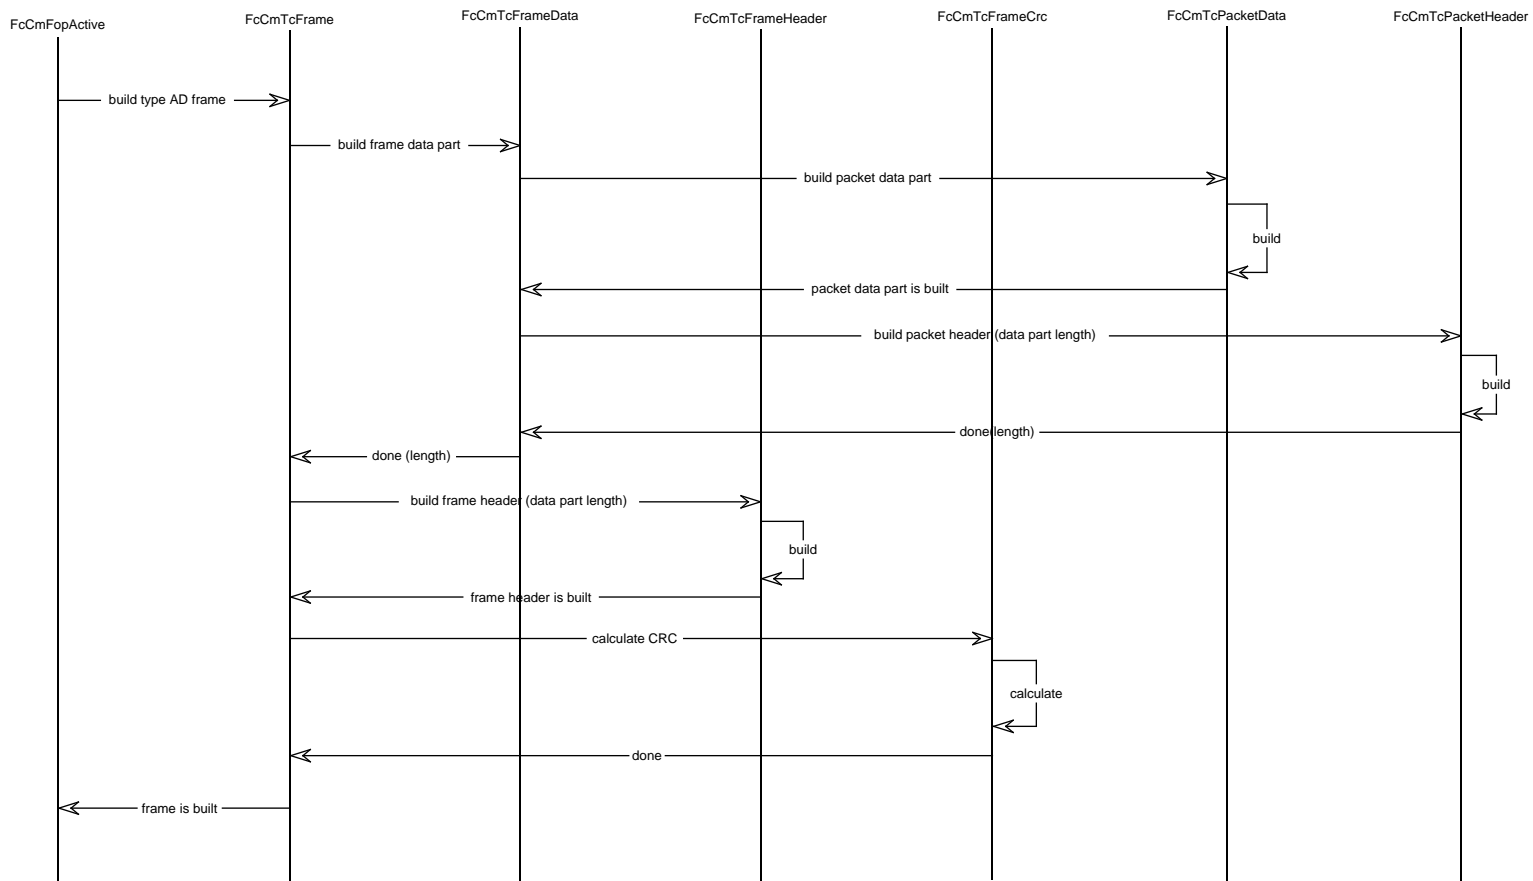 FcCmFopActive
FcCmTcFrame
FcCmTcFrameData
FcCmTcFrameHeader
FcCmTcFrameCrc
FcCmTcPacketData
FcCmTcPacketHeader
build type AD frame
build frame data part
build packet data part
build
packet data part is built
build packet header (data part length)
build
done(length)
done (length)
build frame header (data part length)
build
frame header is built
calculate CRC
calculate
done
frame is built